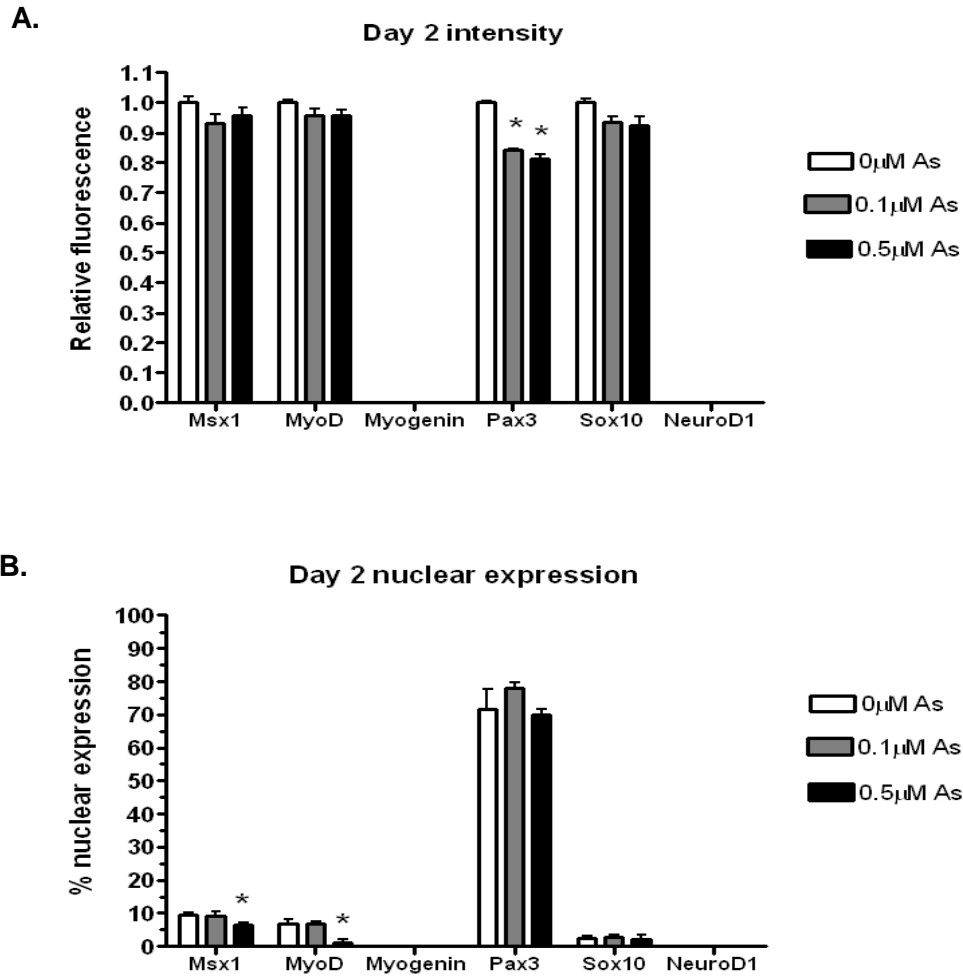 A.
Day 2 intensity
Relative fluorescence
1.1
1.0
0.9
0.8
0.7
0.6
0.5
0.4
0.3
0.2
0.1
0.0
* *
Msx1 MyoD Myogenin Pax3 Sox10 NeuroD1
0µM As
0.1µM As
0.5µM As
B.
Day 2 nuclear expression
% nuclear expression
100
90
80
70
60
50
40
30
20
10
0
* *
Msx1 MyoD Myogenin Pax3 Sox10 NeuroD1
0µM As
0.1µM As
0.5µM As